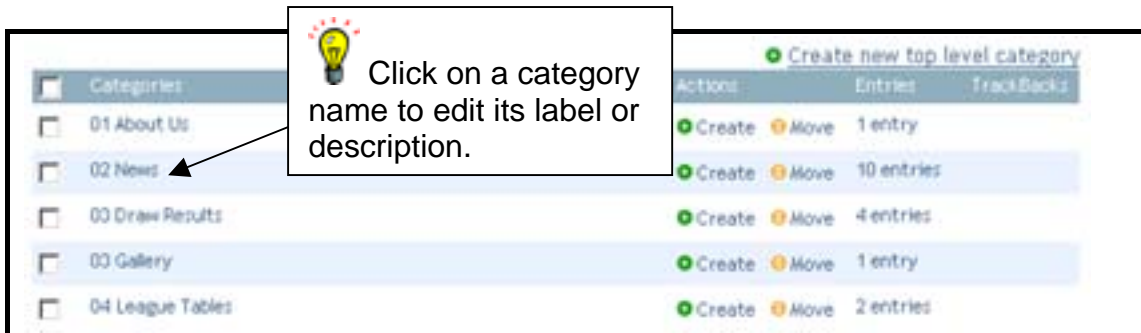 Click on a category
name to edit its label or
description.
Create new top level category
Categories Actions Entries TrackBacks
01 About Us Create Move 1 entry
02 News Create Move 10 entries
03 Draw Results Create Move 4 entries
03 Gallery Create Move 1 entry
04 League Tables Create Move 2 entries